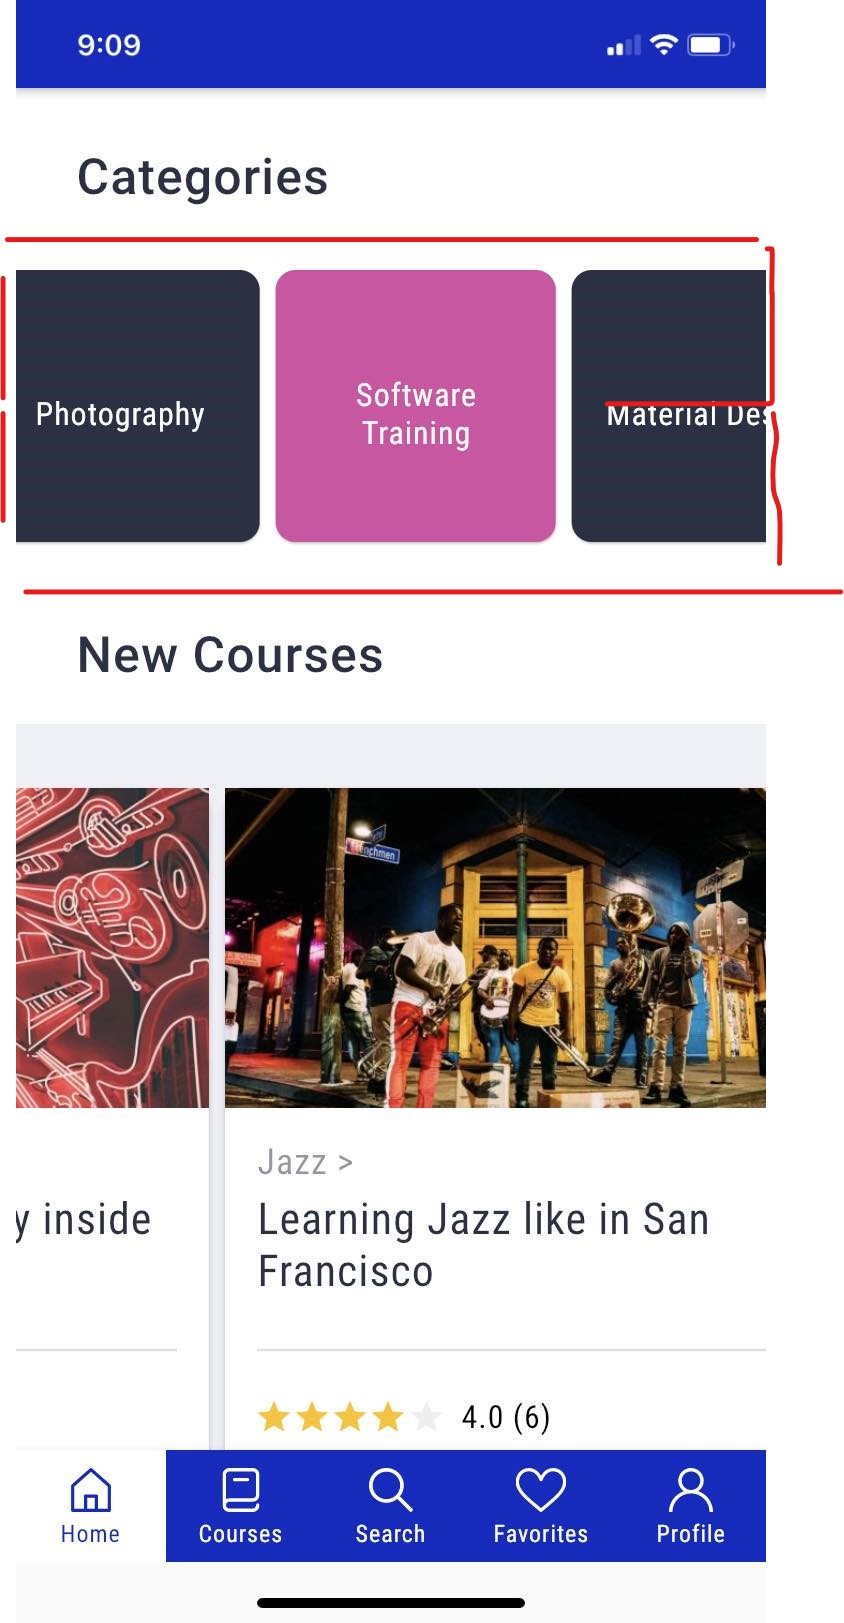 9:09
Categories
Photography
Software
Training
Material Des
New Courses
Frenchmen
Jazz >
y inside
Learning Jazz like in San
Francisco
4.0 (6)
Home
Courses
Search
Favorites
Profile